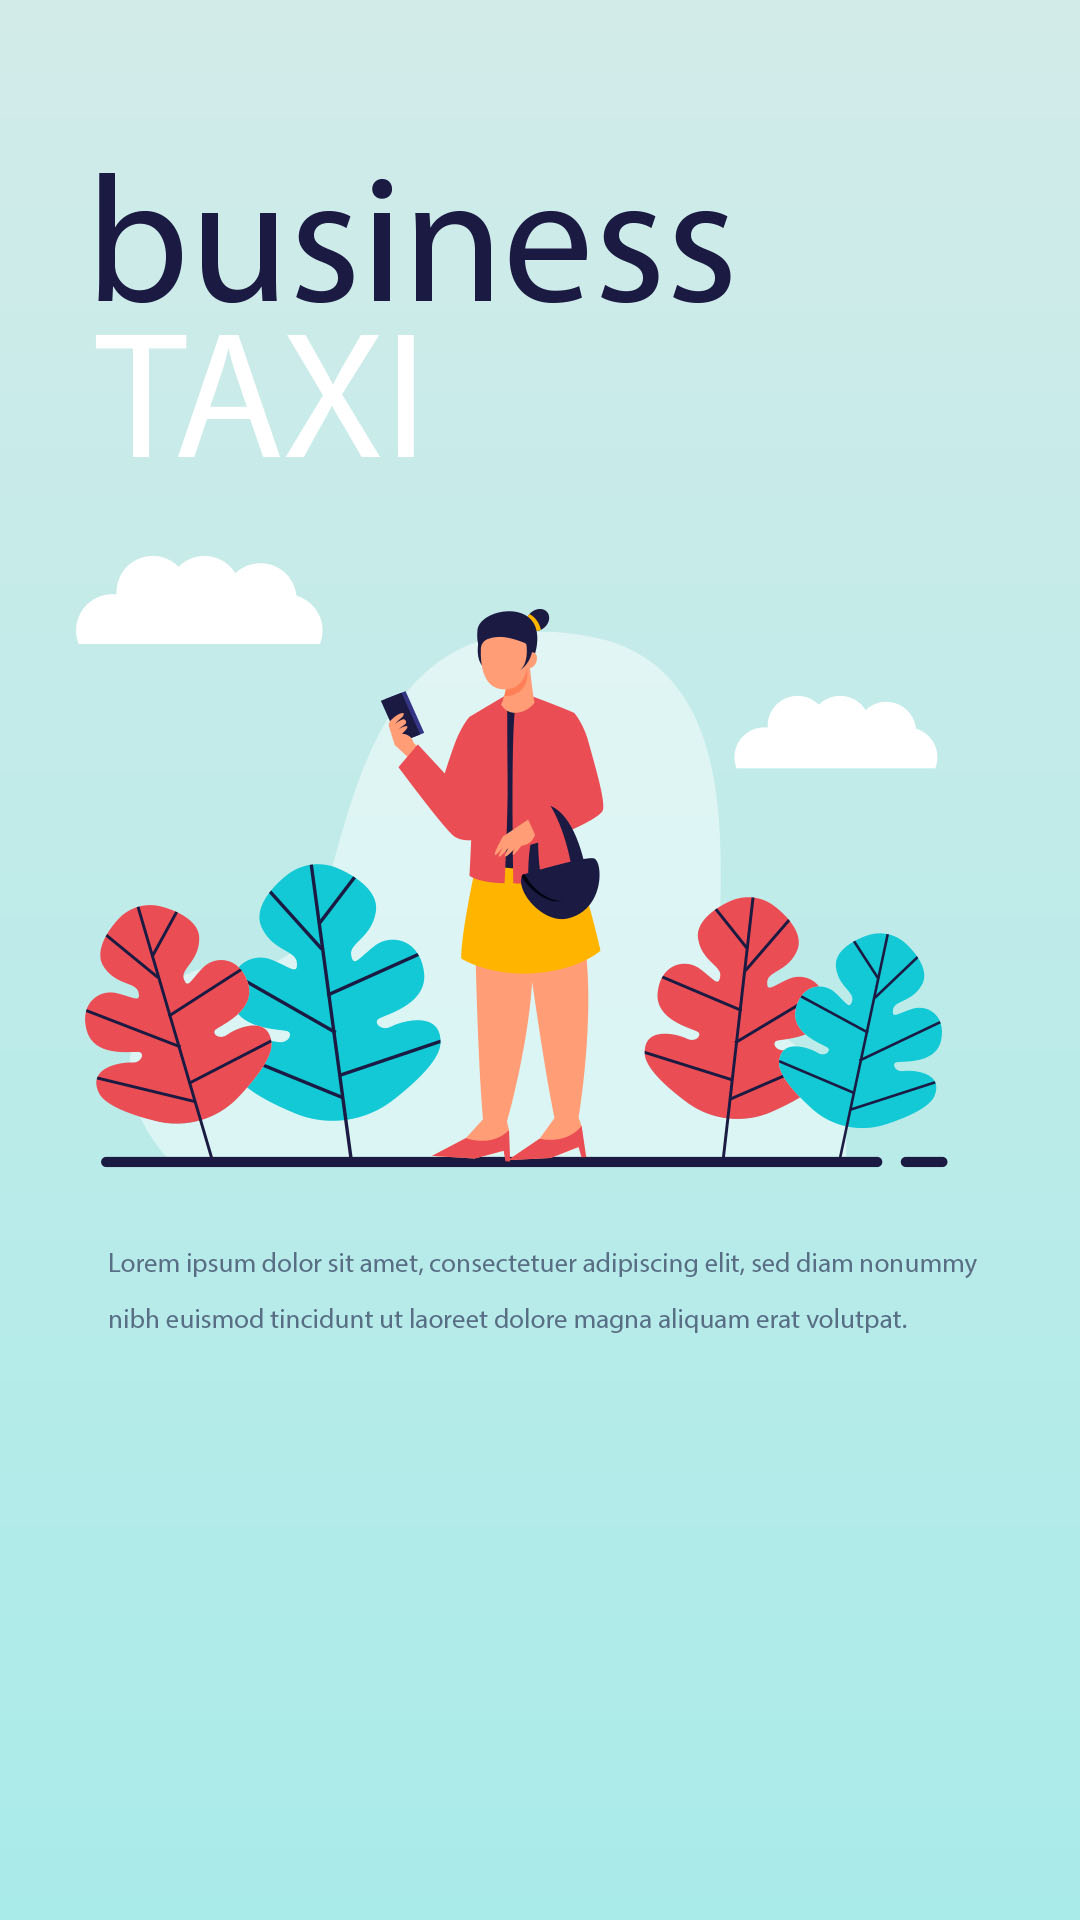 business
TAXI
Lorem ipsum dolor sit amet, consectetuer adipiscing elit, sed diam nonummy
nibh euismod tincidunt ut laoreet dolore magna aliquam erat volutpat.